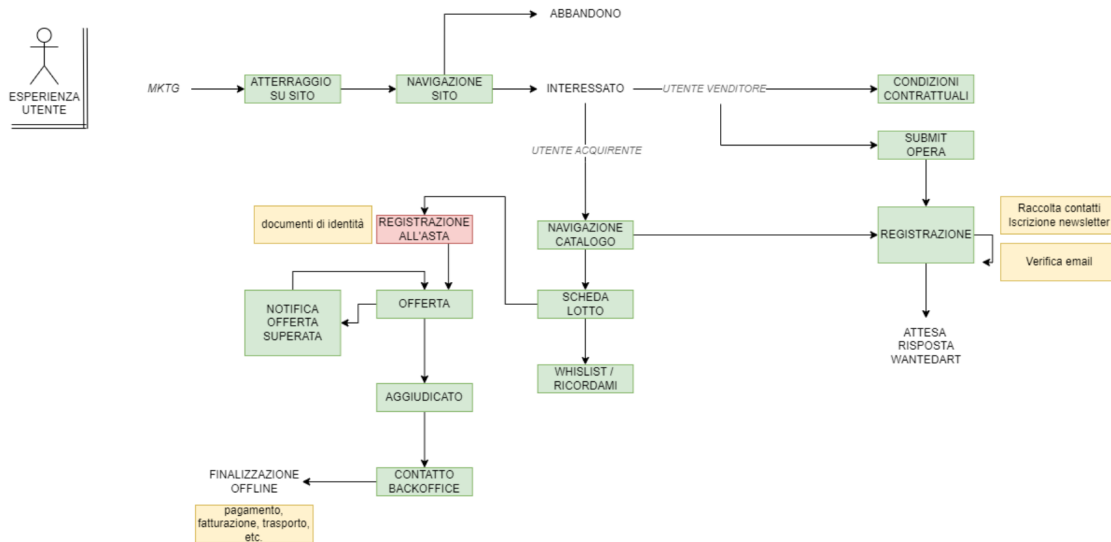 ABBANDONO
ESPERIENZA
UTENTE
MKTG
ATTERRAGGIO
SU SITO
NAVIGAZIONE
SITO
INTERESSATO
UTENTE VENDITORE
CONDIZIONI
CONTRATTUALI
UTENTE ACQUIRENTE
SUBMIT
OPERA
documenti di identità
REGISTRAZIONE
ALL'ASTA
NAVIGAZIONE
CATALOGO
REGISTRAZIONE
Raccolta contatti
Iscrizione newsletter
Verifica email
NOTIFICA
OFFERTA
SUPERATA
OFFERTA
SCHEDA
LOTTO
ATTESA
RISPOSTA
WANTEDART
WHISLIST /
RICORDAMI
AGGIUDICATO
FINALIZZAZIONE
OFFLINE
CONTATTO
BACKOFFICE
pagamento,
fatturazione, trasporto,
etc.